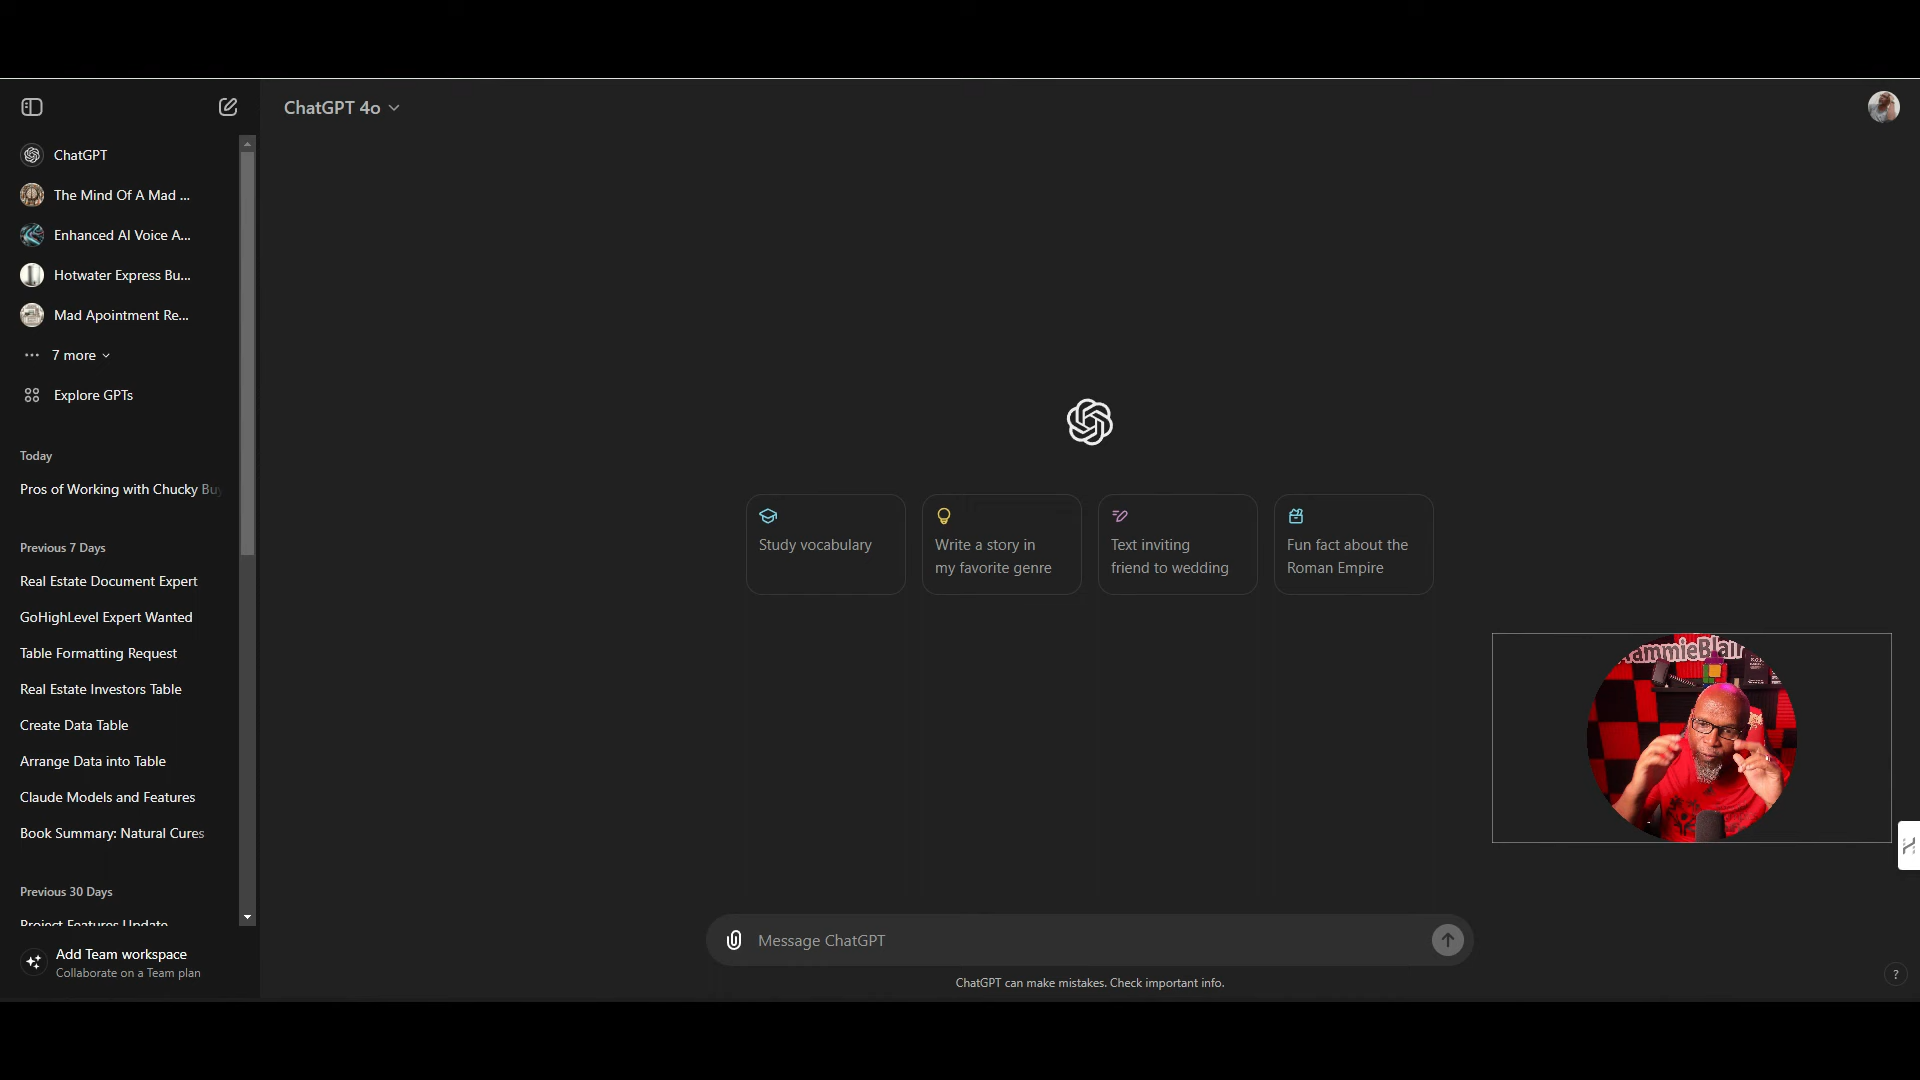 ChatGPT 4o
ChatGPT
The Mind Of A Mad ...
Enhanced AI Voice A...
Hotwater Express Bu...
Mad Apointment Re...
7 more
Explore GPTs
Today
Pros of Working with Chucky Buy
Previous 7 Days
Real Estate Document Expert
GoHighLevel Expert Wanted
Table Formatting Request
Real Estate Investors Table
Create Data Table
Arrange Data into Table
Claude Models and Features
Book Summary: Natural Cures
Previous 30 Days
Project Features Update
Add Team workspace
Collaborate on a Team plan
Study vocabulary
Write a story in
my favorite genre
Text inviting
friend to wedding
Fun fact about the
Roman Empire
ammieBlai
Message ChatGPT
ChatGPT can make mistakes. Check important info.
?